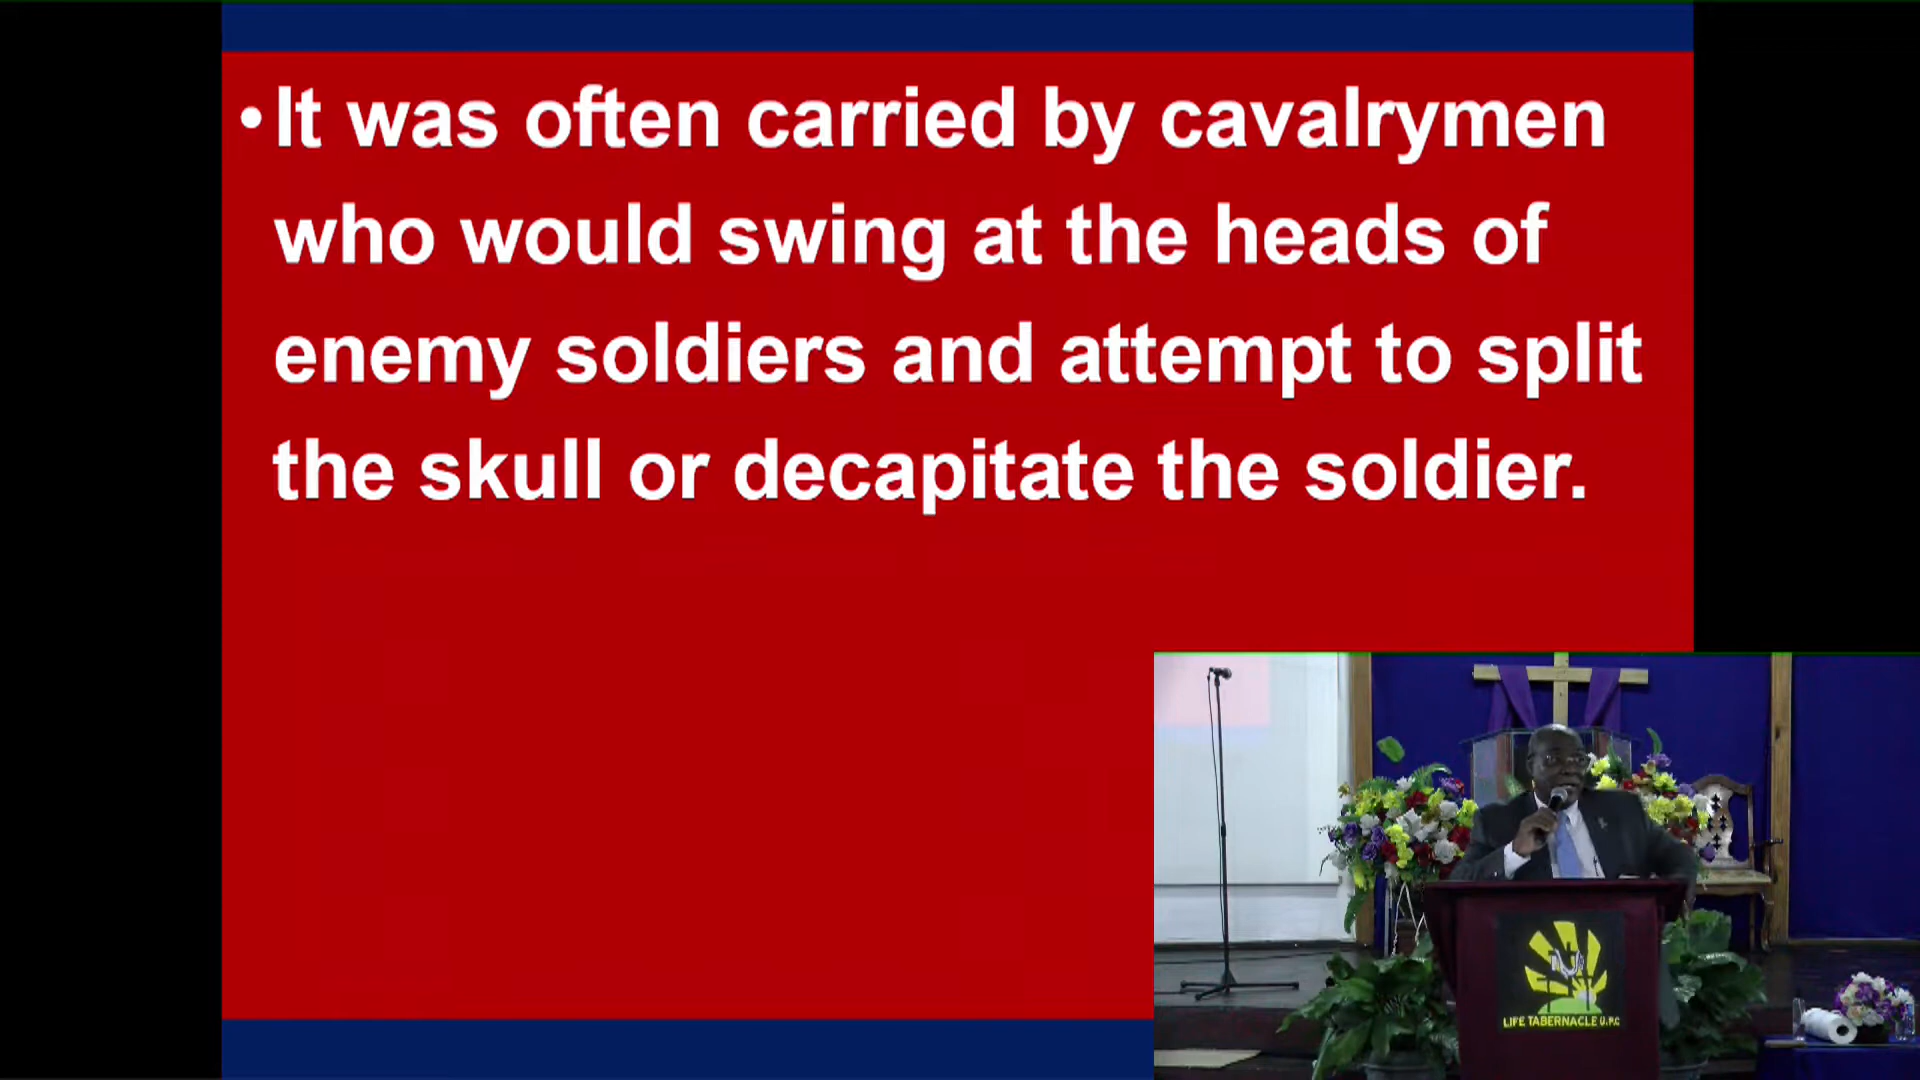 •It was often carried by cavalrymen
who would swing at the heads of
enemy soldiers and attempt to split
the skull or decapitate the soldier.
LIFE TABERNACLE U.P.C